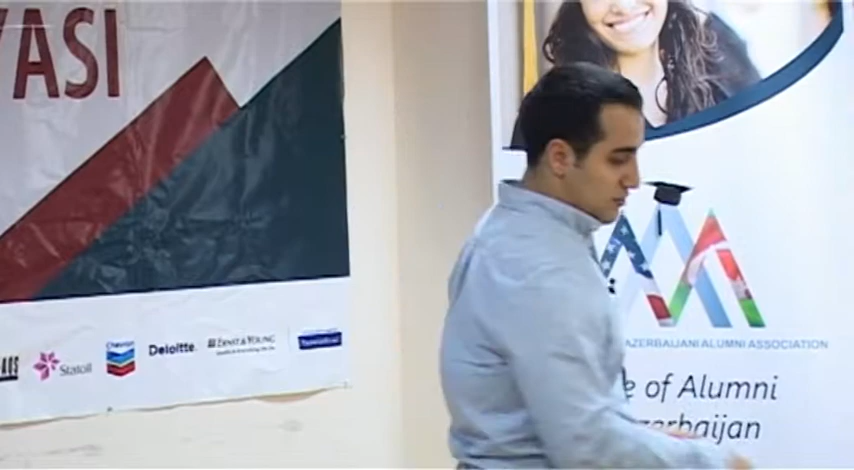 YASI
Statoil
Chevron
Deloitte.
ERNST & YOUNG
AZERBAIJANI ALUMNI ASSOCIATION
e of Alumni
zerbaijan